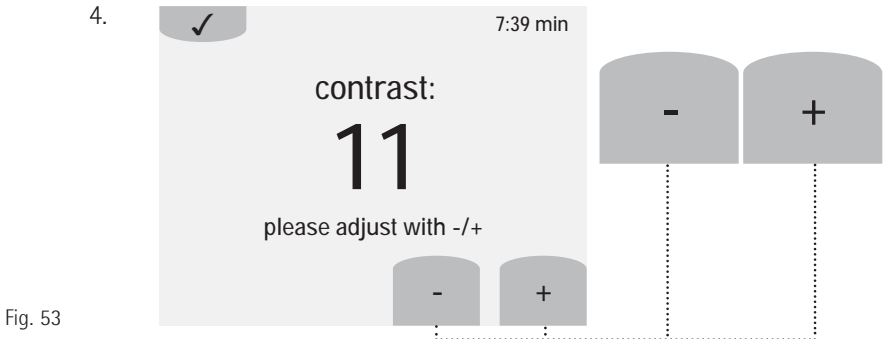 4.
✓ 7:39 min
contrast:
11
please adjust with -/+
- +
- +
Fig. 53